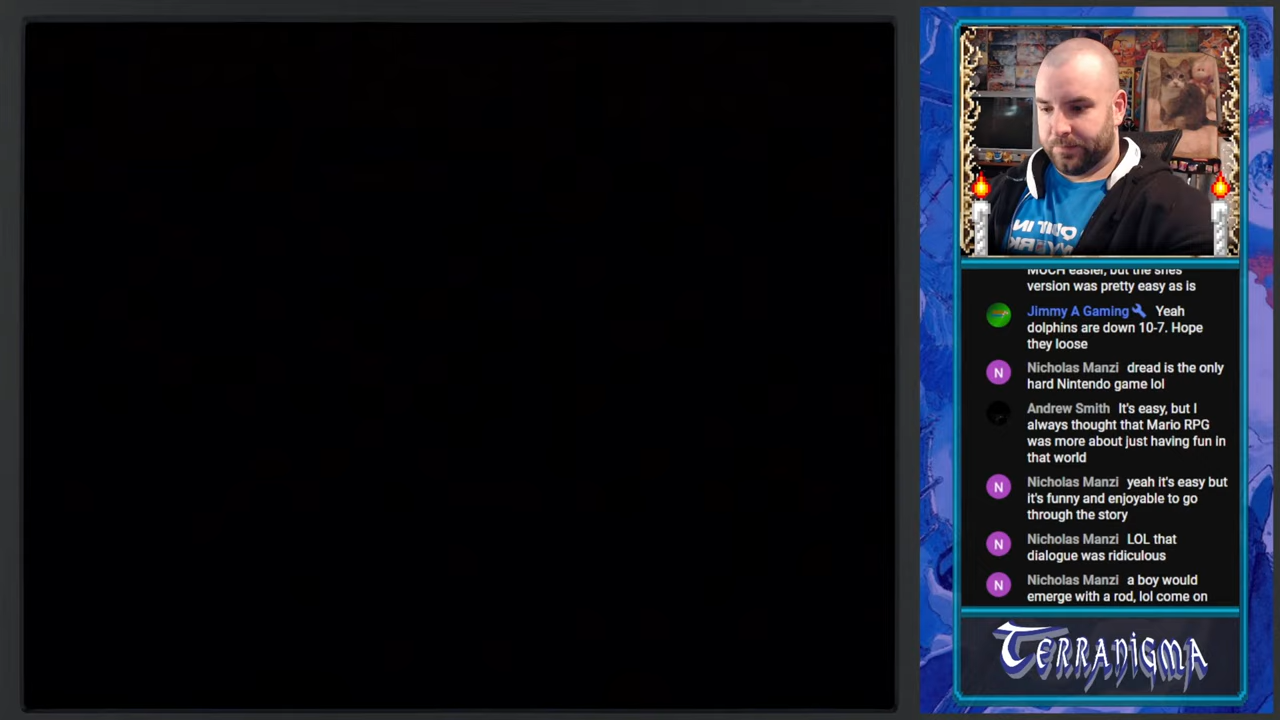 QUIT IN
MUCH easier, but the snes
version was pretty easy as is
Jimmy A Gaming Yeah
dolphins are down 10-7. Hope
they loose
N Nicholas Manzi dread is the only
hard Nintendo game lol
Andrew Smith It's easy, but I
always thought that Mario RPG
was more about just having fun in
that world
N Nicholas Manzi yeah it's easy but
it's funny and enjoyable to go
through the story
N Nicholas Manzi LOL that
dialogue was ridiculous
N Nicholas Manzi a boy would
emerge with a rod, lol come on
TERRANIGMA